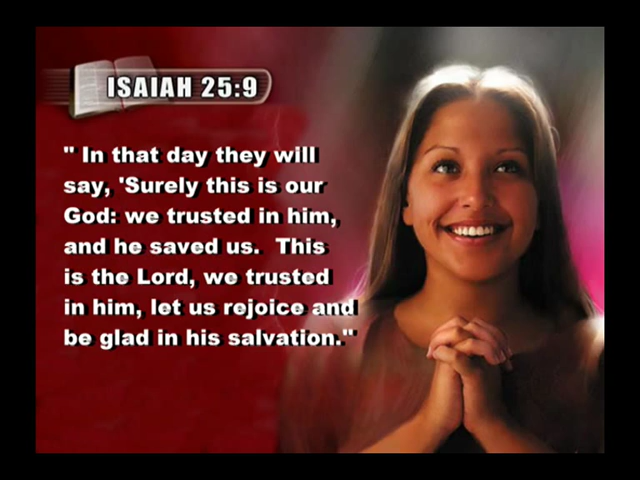 ISAIAH 25:9
" In that day they will
say, 'Surely this is our
God: we trusted in him,
and he saved us.  This
is the Lord, we trusted
in him, let us rejoice and
be glad in his salvation."